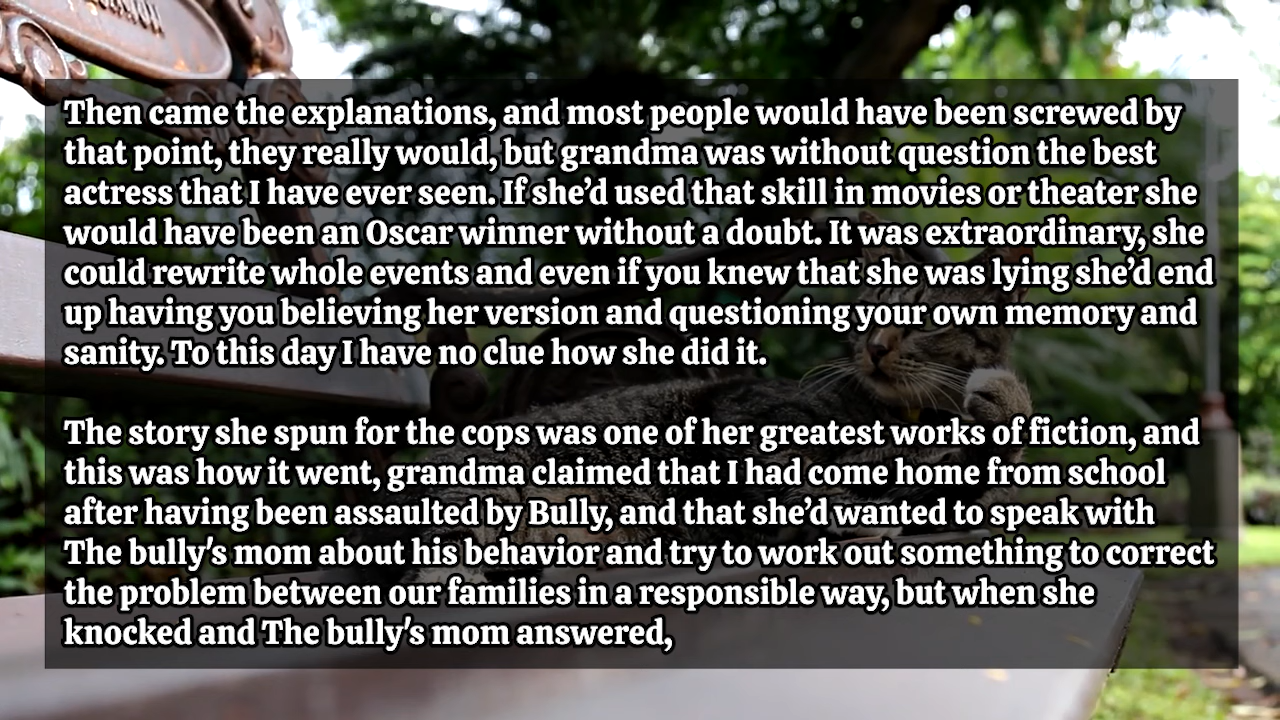 Then came the explanations, and most people would have been screwed by
that point, they really would, but grandma was without question the best
actress that I have ever seen. If she’d used that skill in movies or theater she
would have been an Oscar winner without a doubt. It was extraordinary, she
could rewrite whole events and even if you knew that she was lying she’d end
up having you believing her version and questioning your own memory and
sanity. To this day I have no clue how she did it.
The story she spun for the cops was one of her greatest works of fiction, and
this was how it went, grandma claimed that I had come home from school
after having been assaulted by Bully, and that she’d wanted to speak with
The bully's mom about his behavior and try to work out something to correct
the problem between our families in a responsible way, but when she
knocked and The bully's mom answered,